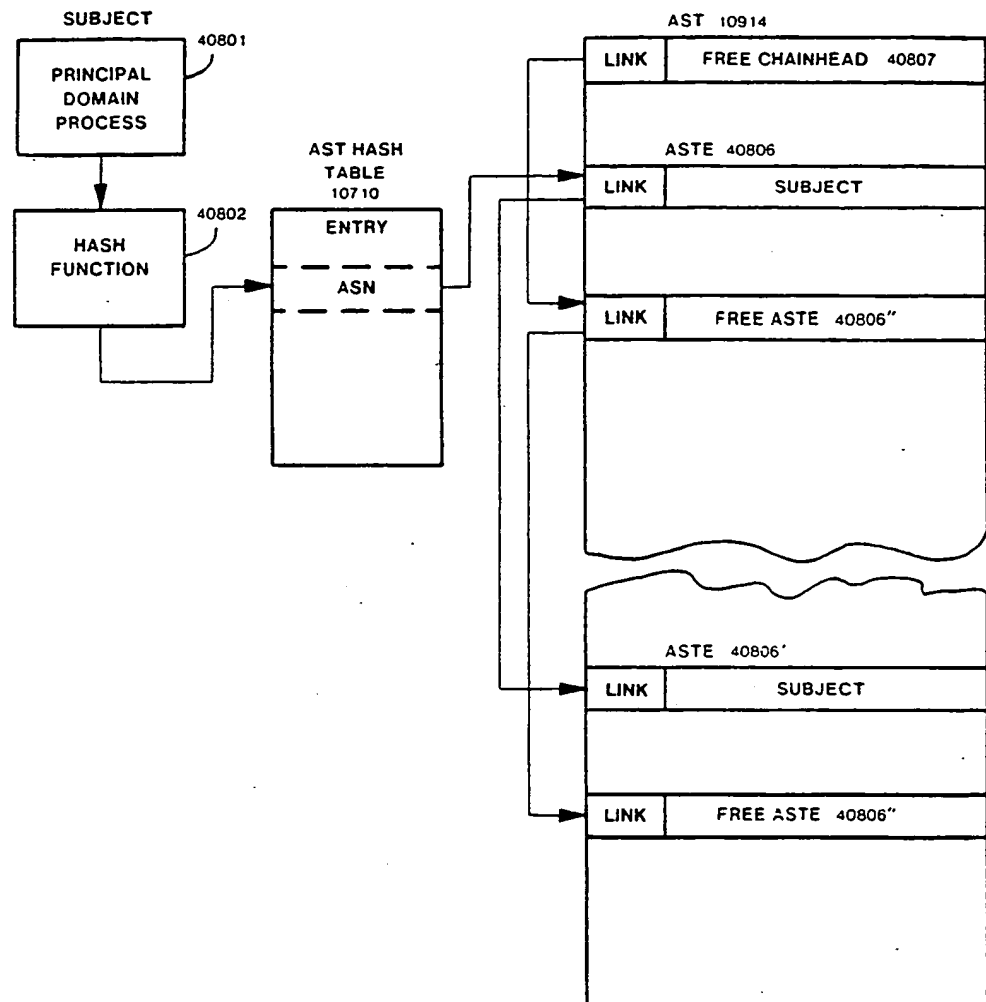 SUBJECT
40801
PRINCIPAL
DOMAIN
PROCESS
40802
HASH
FUNCTION
AST HASH
TABLE
10710
ENTRY
ASN
AST 10914
LINK FREE CHAINHEAD 40807
ASTE 40806
LINK SUBJECT
LINK FREE ASTE 40806"
ASTE 40806'
LINK SUBJECT
LINK FREE ASTE 40806"